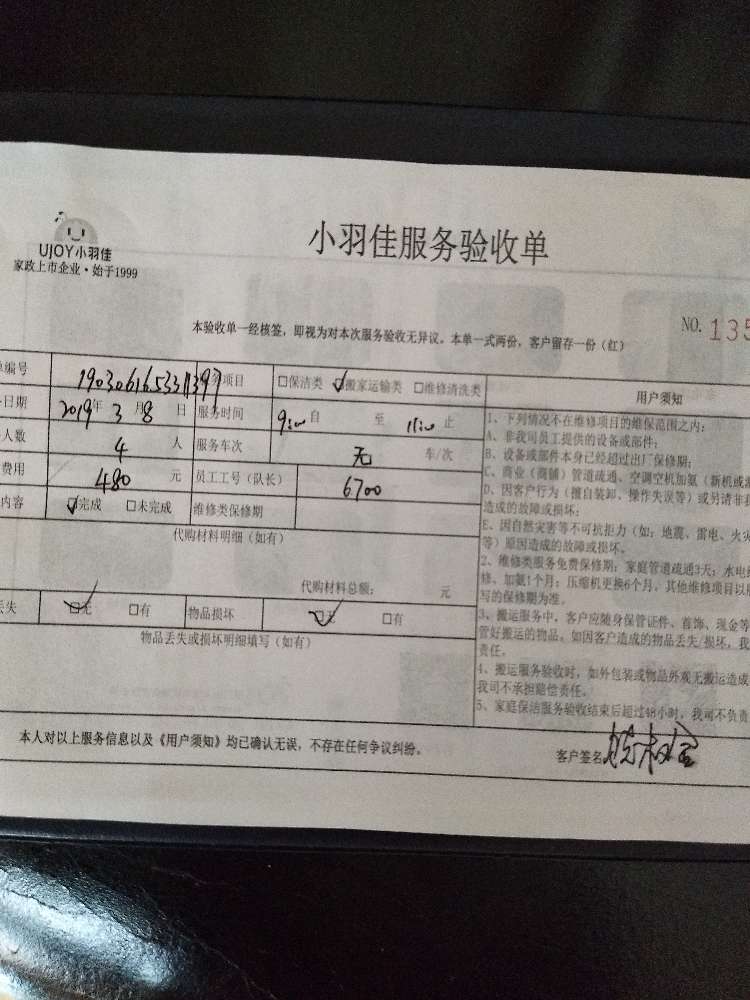 UJOY小羽佳
家政上市企业·始于1999
小羽佳服务验收单
NO. 135
本验收单一经核签，即视为对本次服务验收无异议。本单一式两份，客户留存一份（红）
单编号 服务项目 □保洁类 ☑搬家运输类 □维修清洗类
日期 2019年 3月 8日 服务时间 9:00 自 至 11:00 止
人数 4 人 服务车次 无 车/次
费用 480 元 员工工号（队长） 6700
内容 ☑完成 □未完成 维修类保修期
代购材料明细（如有）
代购材料总额： 元
丢失 ☑无 □有 物品损坏 ☑无 □有
物品丢失或损坏明细填写（如有）
用户须知
1、下列情况不在维修项目的维保范围之内：
A、非我司员工提供的设备或部件；
B、设备或部件本身已经超过出厂保修期；
C、商业（商铺）管道疏通、空调空机加氨（新机或
D、因客户行为（擅自装卸、操作失误等）或另请非我
造成的故障或损坏；
E、因自然灾害等不可抗拒力（如：地震、雷电、火
等）原因造成的故障或损坏。
2、维修类服务免费保修期：家庭管道疏通3天；水电
修、加氨1个月；压缩机更换6个月，其他维修项目以
写的保修期为准。
3、搬运服务中，客户应随身保管证件、首饰、现金等
管好搬运的物品。如因客户造成的物品丢失/损坏，我
责任。
4、搬运服务验收时，如外包装或物品外观无搬运造成
我司不承担赔偿责任。
5、家庭保洁服务验收结束后超过48小时，我司不负责
本人对以上服务信息以及《用户须知》均已确认无误，不存在任何争议纠纷。
客户签名